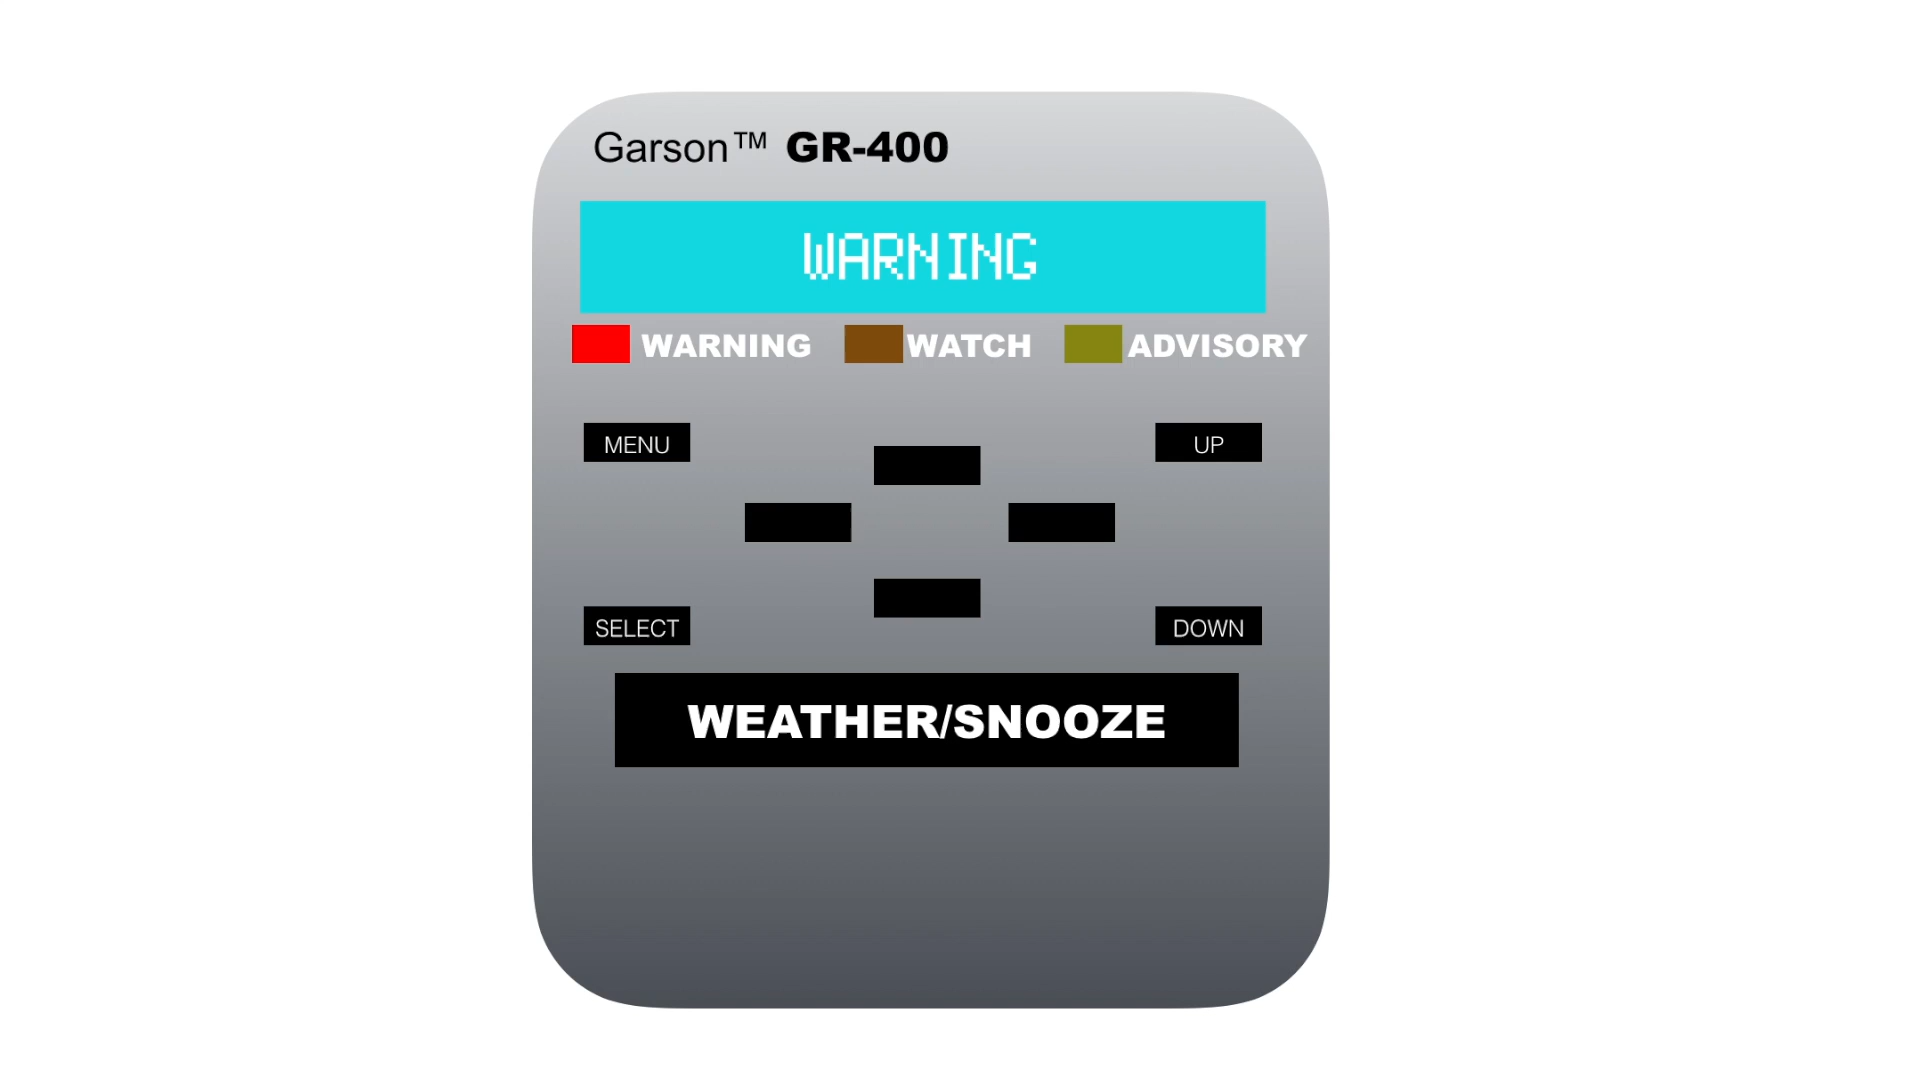 Garson™ GR-400
WARNING
WARNING WATCH ADVISORY
MENU UP
SELECT DOWN
WEATHER/SNOOZE